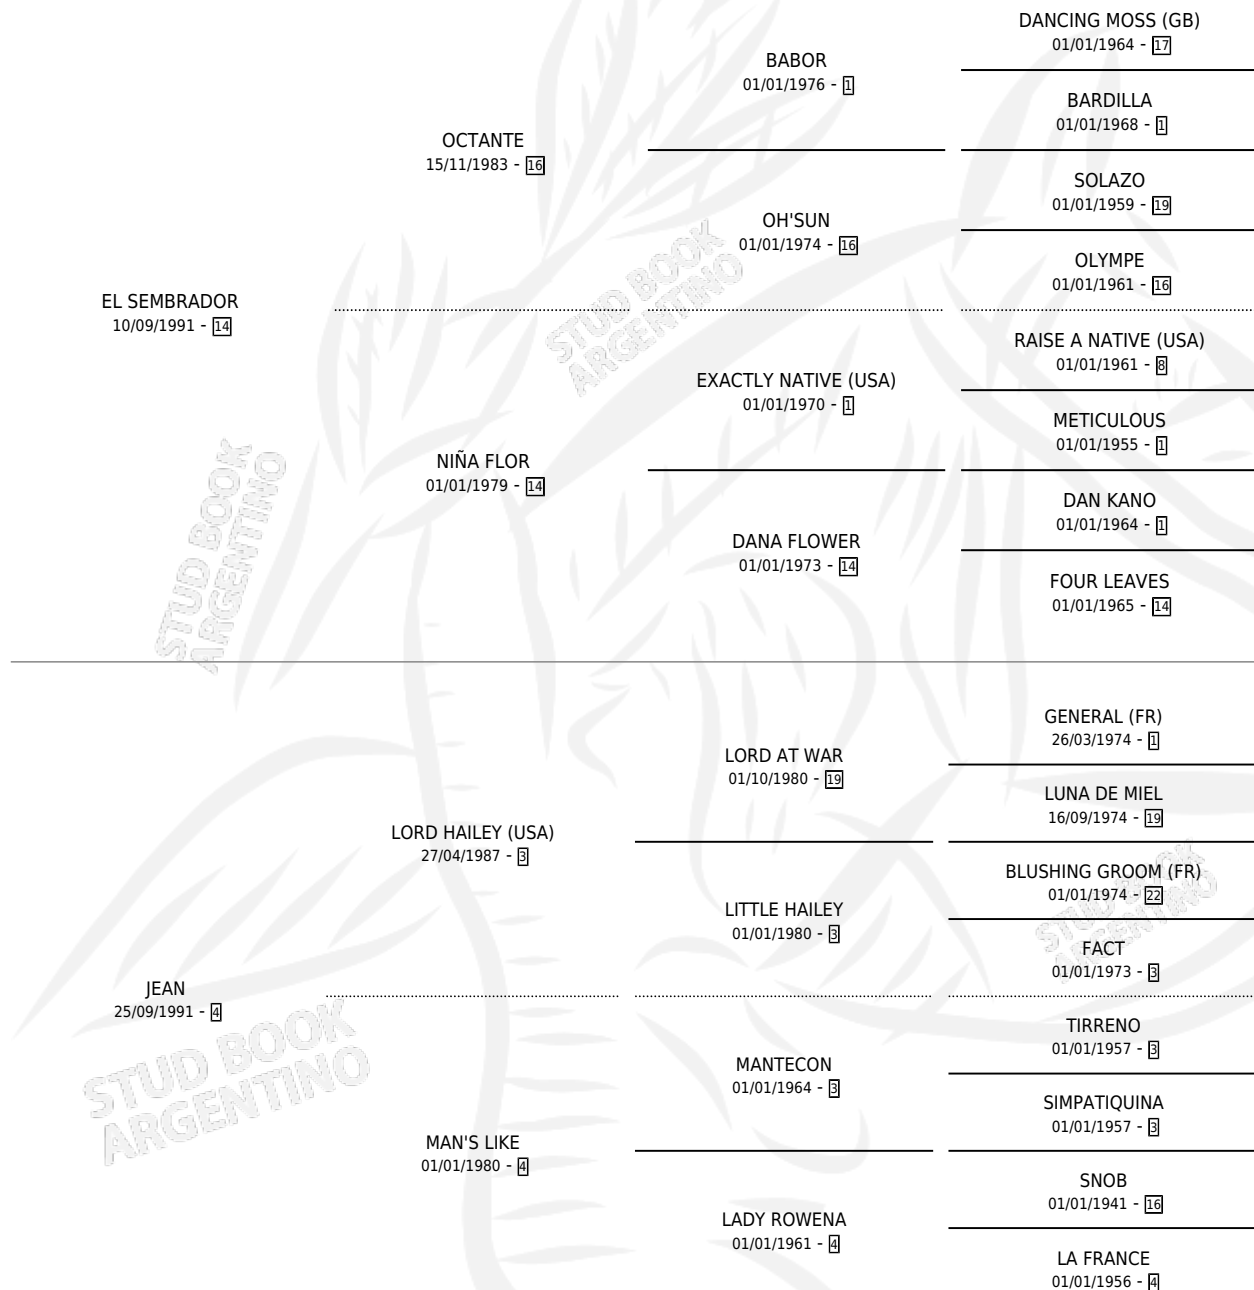 DANCING MOSS (GB)
01/01/1964 - 17
BABOR
01/01/1976 - 1
BARDILLA
01/01/1968 - 1
OCTANTE
15/11/1983 - 16
SOLAZO
01/01/1959 - 19
OH'SUN
01/01/1974 - 16
OLYMPE
01/01/1961 - 16
EL SEMBRADOR
10/09/1991 - 14
RAISE A NATIVE (USA)
01/01/1961 - 8
EXACTLY NATIVE (USA)
01/01/1970 - 1
METICULOUS
01/01/1955 - 1
NIÑA FLOR
01/01/1979 - 14
DAN KANO
01/01/1964 - 1
DANA FLOWER
01/01/1973 - 14
FOUR LEAVES
01/01/1965 - 14
STUD BOOK
ARGENTINO
STUD BOOK
ARGENTINO
GENERAL (FR)
26/03/1974 - 1
LORD AT WAR
01/10/1980 - 19
LUNA DE MIEL
16/09/1974 - 19
LORD HAILEY (USA)
27/04/1987 - 3
BLUSHING GROOM (FR)
01/01/1974 - 22
LITTLE HAILEY
01/01/1980 - 3
FACT
01/01/1973 - 3
JEAN
25/09/1991 - 4
TIRRENO
01/01/1957 - 3
MANTECON
01/01/1964 - 3
SIMPATIQUINA
01/01/1957 - 3
MAN'S LIKE
01/01/1980 - 4
SNOB
01/01/1941 - 16
LADY ROWENA
01/01/1961 - 4
LA FRANCE
01/01/1956 - 4
STUD BOOK
ARGENTINO
STUD BOOK
ARGENTINO